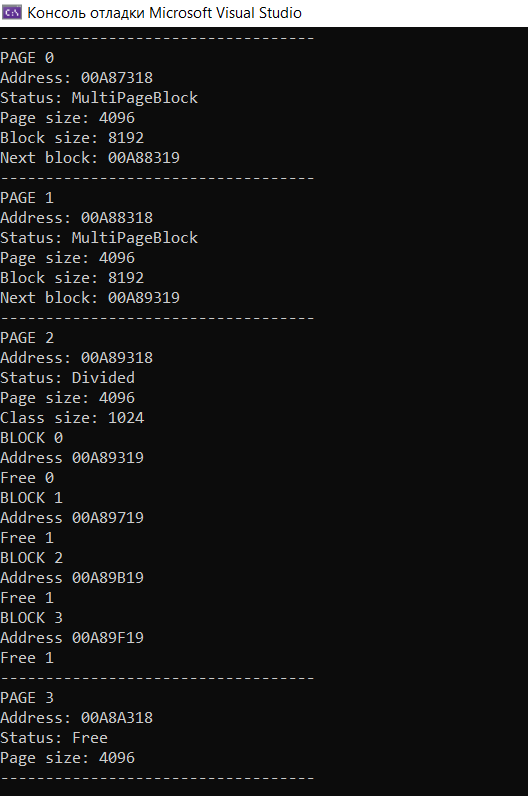 Консоль отладки Microsoft Visual Studio
-----------------------------------
PAGE 0
Address: 00A87318
Status: MultiPageBlock
Page size: 4096
Block size: 8192
Next block: 00A88319
-----------------------------------
PAGE 1
Address: 00A88318
Status: MultiPageBlock
Page size: 4096
Block size: 8192
Next block: 00A89319
-----------------------------------
PAGE 2
Address: 00A89318
Status: Divided
Page size: 4096
Class size: 1024
BLOCK 0
Address 00A89319
Free 0
BLOCK 1
Address 00A89719
Free 1
BLOCK 2
Address 00A89B19
Free 1
BLOCK 3
Address 00A89F19
Free 1
-----------------------------------
PAGE 3
Address: 00A8A318
Status: Free
Page size: 4096
-----------------------------------